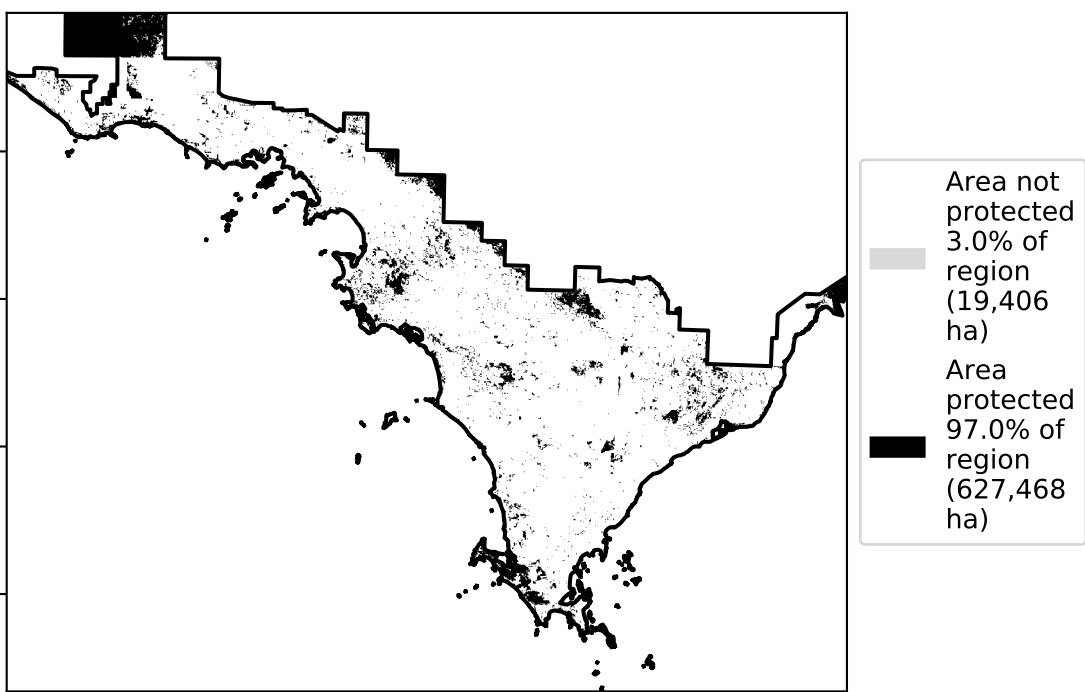 Area not
protected
3.0% of
region
(19,406
ha)
Area
protected
97.0% of
region
(627,468
ha)